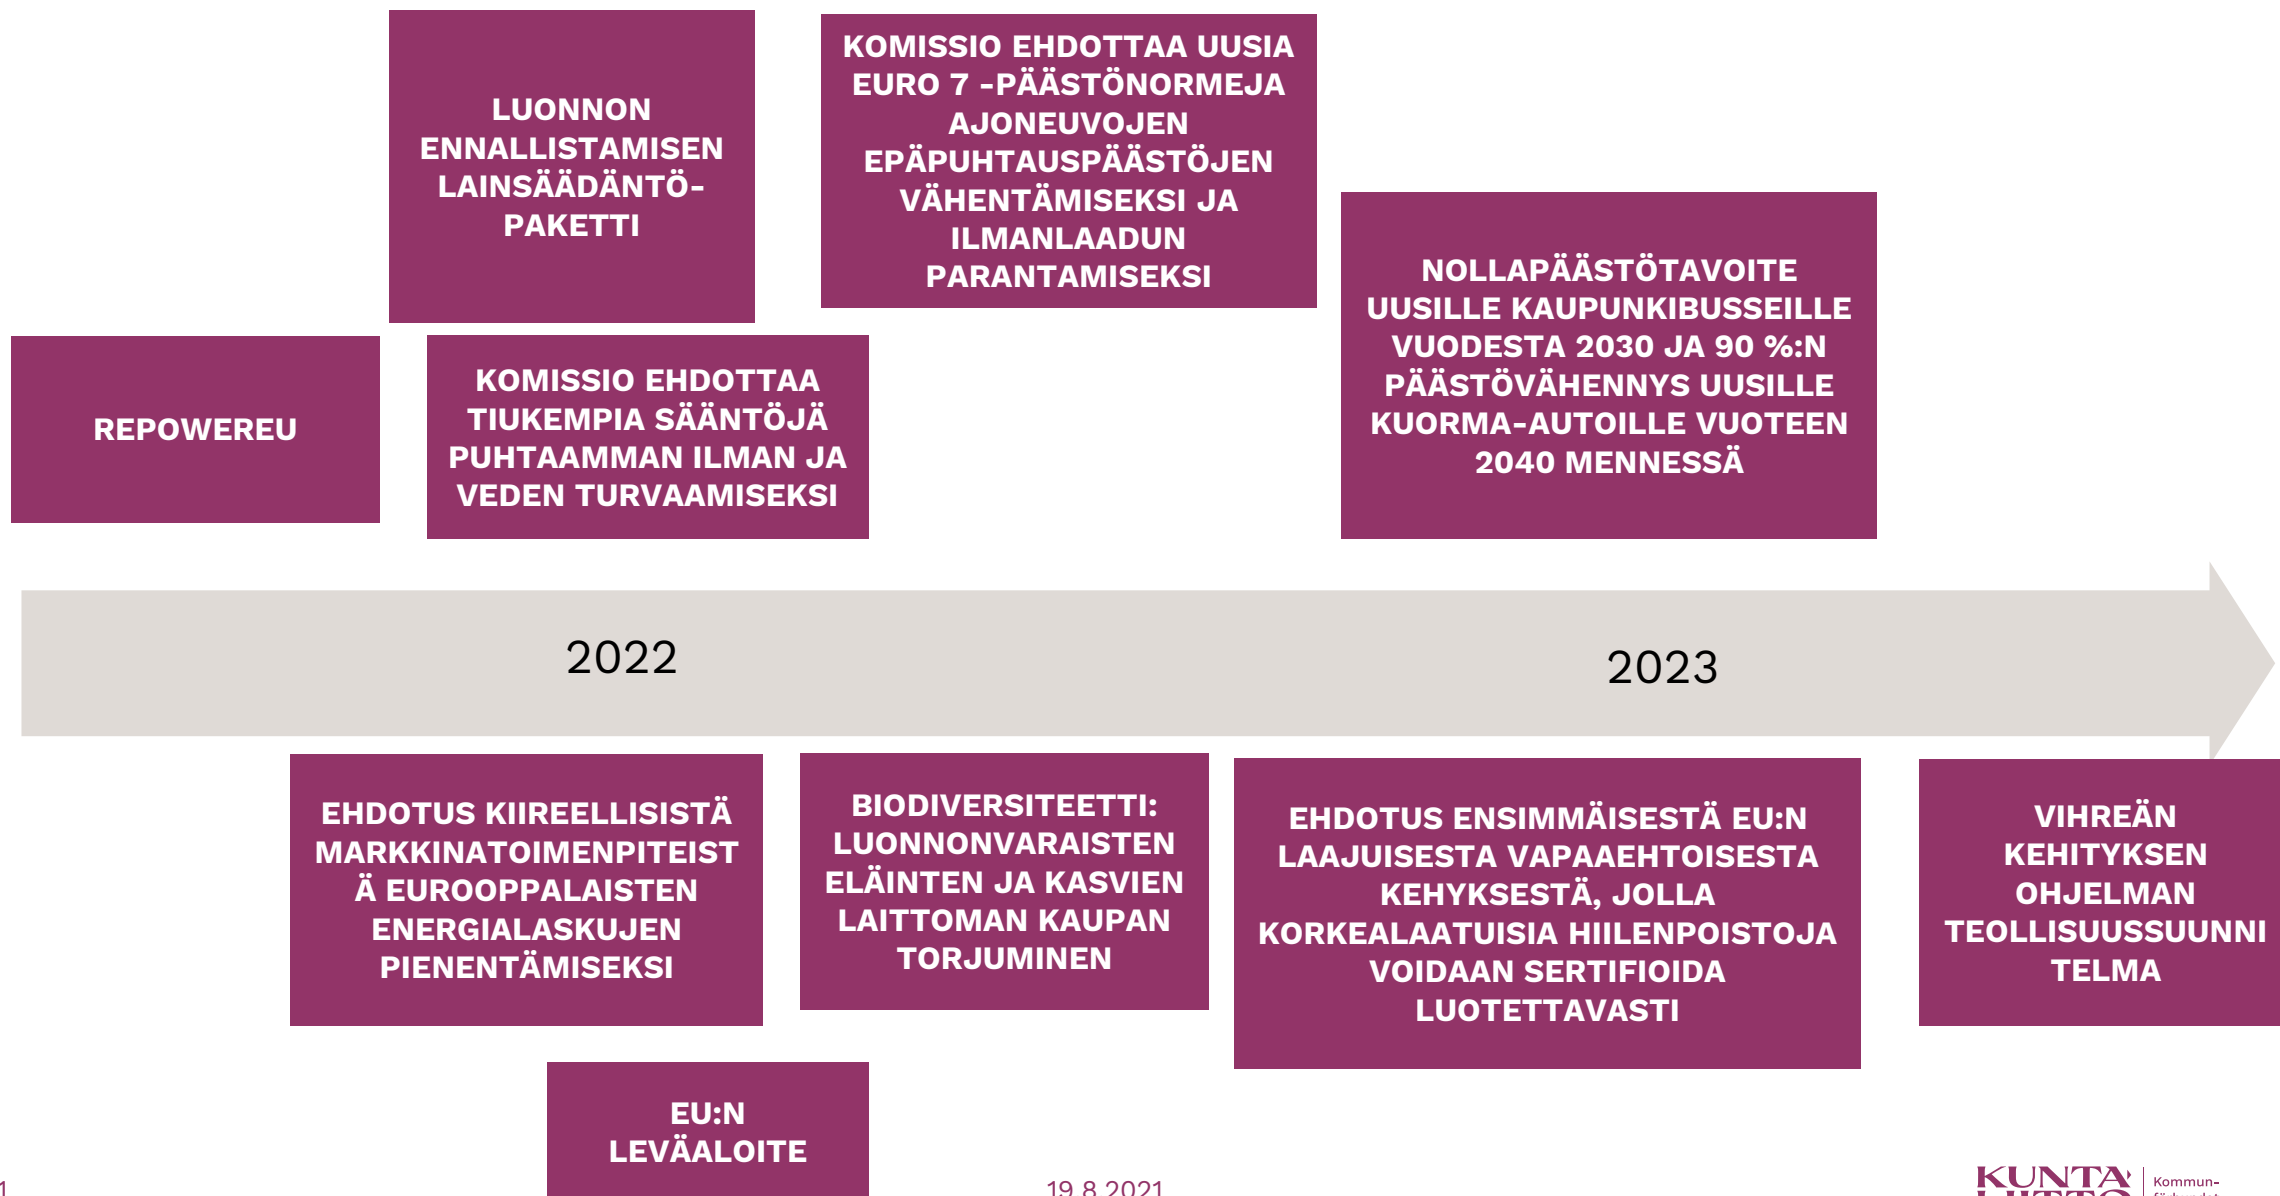 LUONNON
ENNALLISTAMISEN
LAINSÄÄDÄNTÖ-
PAKETTI
KOMISSIO EHDOTTAA UUSIA
EURO 7 -PÄÄSTÖNORMEJA
AJONEUVOJEN
EPÄPUHTAUSPÄÄSTÖJEN
VÄHENTÄMISEKSI JA
ILMANLAADUN
PARANTAMISEKSI
NOLLAPÄÄSTÖTAVOITE
UUSILLE KAUPUNKIBUSSEILLE
VUODESTA 2030 JA 90 %:N
PÄÄSTÖVÄHENNYS UUSILLE
KUORMA-AUTOILLE VUOTEEN
2040 MENNESSÄ
REPOWEREU
KOMISSIO EHDOTTAA
TIUKEMPIA SÄÄNTÖJÄ
PUHTAAMMAN ILMAN JA
VEDEN TURVAAMISEKSI
2022
2023
EHDOTUS KIIREELLISISTÄ
MARKKINATOIMENPITEIST
Ä EUROOPPALAISTEN
ENERGIALASKUJEN
PIENENTÄMISEKSI
BIODIVERSITEETTI:
LUONNONVARAISTEN
ELÄINTEN JA KASVIEN
LAITTOMAN KAUPAN
TORJUMINEN
EHDOTUS ENSIMMÄISESTÄ EU:N
LAAJUISESTA VAPAAEHTOISESTA
KEHYKSESTÄ, JOLLA
KORKEALAATUISIA HIILENPOISTOJA
VOIDAAN SERTIFIOIDA
LUOTETTAVASTI
VIHREÄN
KEHITYKSEN
OHJELMAN
TEOLLISUUSSUUNNI
TELMA
EU:N
LEVÄALOITE
19.8.2021
KUNTA
LIITTO
Kommun-
förbundet